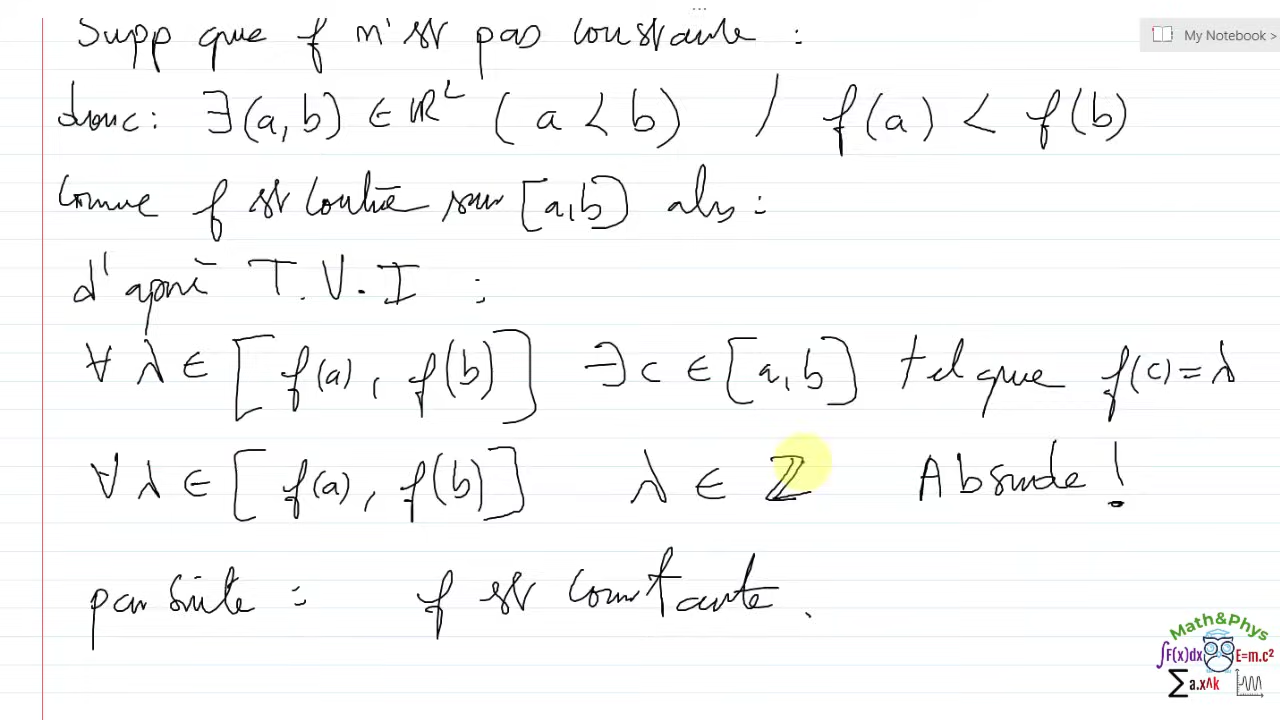 Supp que f n'est pas constante :
donc : ∃(a,b) ∈ ℝ² (a < b) / f(a) < f(b)
Comme f est continue sur [a,b] alors :
d'après T.V.I :
∀ λ ∈ [f(a), f(b)] ∃ c ∈ [a,b] tel que f(c) = λ
∀ λ ∈ [f(a), f(b)] λ ∈ ℤ Absurde !
par suite : f est constante.
My Notebook >
Math&Phys
∫F(x)dx E=m.c²
∑ a.x^k